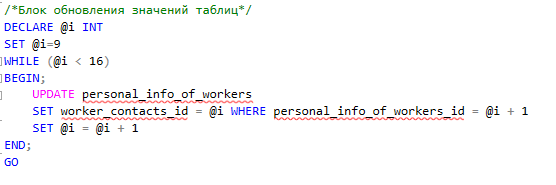 /*Блок обновления значений таблиц*/
DECLARE @i INT
SET @i=9
WHILE (@i < 16)
BEGIN;
UPDATE personal_info_of_workers
SET worker_contacts_id = @i WHERE personal_info_of_workers_id = @i + 1
SET @i = @i + 1
END;
GO